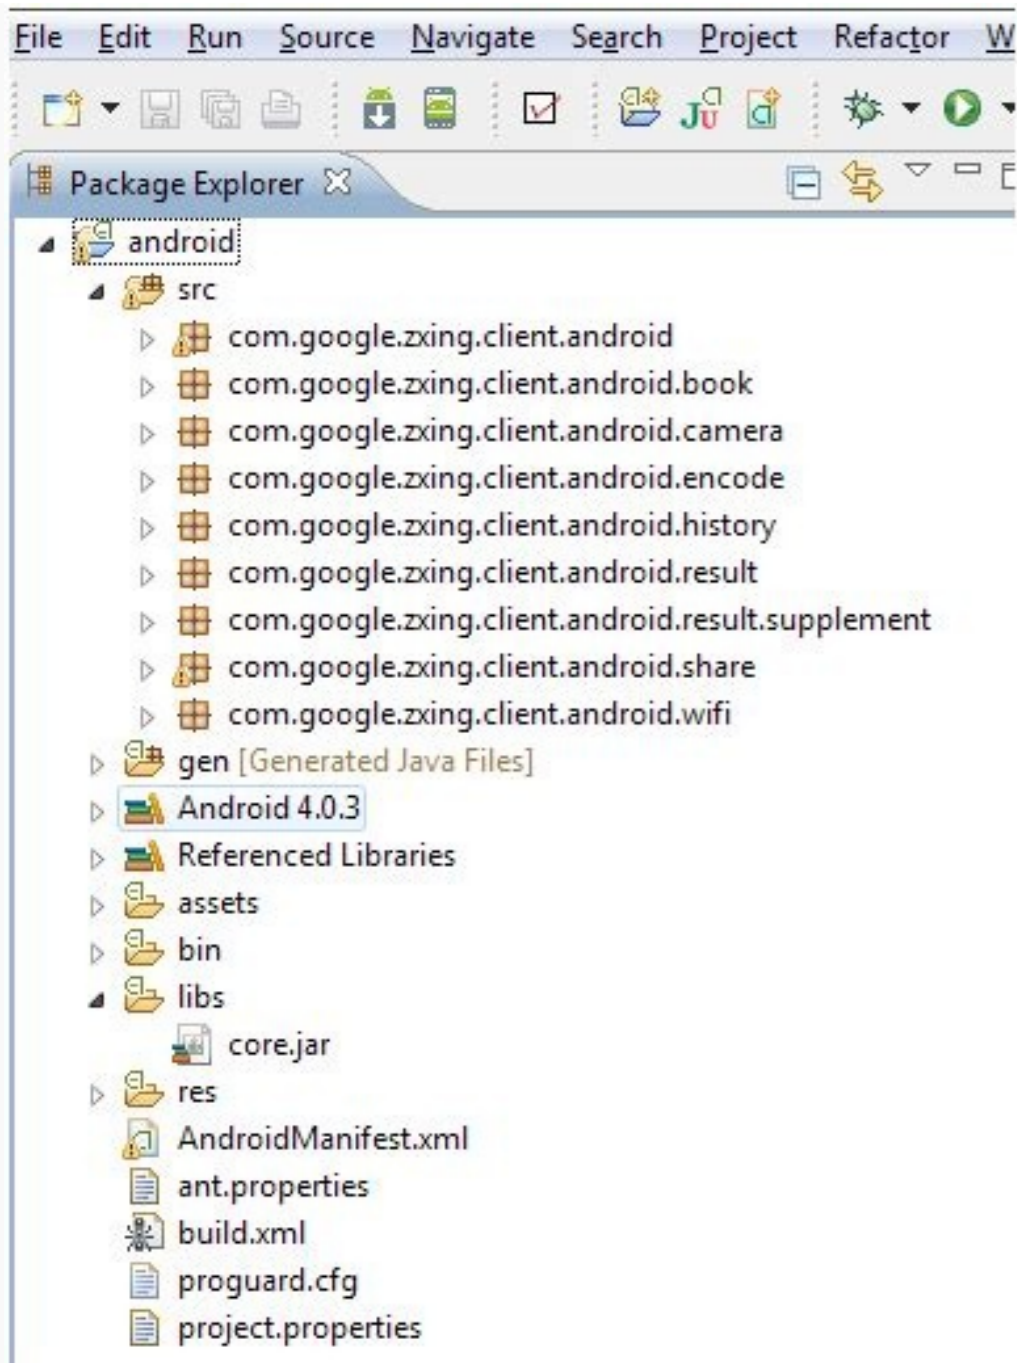 File Edit Run Source Navigate Search Project Refactor W
Package Explorer
android
src
com.google.zxing.client.android
com.google.zxing.client.android.book
com.google.zxing.client.android.camera
com.google.zxing.client.android.encode
com.google.zxing.client.android.history
com.google.zxing.client.android.result
com.google.zxing.client.android.result.supplement
com.google.zxing.client.android.share
com.google.zxing.client.android.wifi
gen [Generated Java Files]
Android 4.0.3
Referenced Libraries
assets
bin
libs
core.jar
res
AndroidManifest.xml
ant.properties
build.xml
proguard.cfg
project.properties